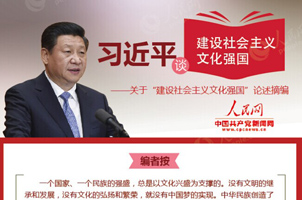 习近平谈
建设社会主义
文化强国
——关于“建设社会主义文化强国”论述摘编
人民网
中国共产党新闻网
编者按
一个国家、一个民族的强盛，总是以文化兴盛为支撑的。没有文明的继
承和发展，没有文化的弘扬和繁荣，就没有中国梦的实现。中华民族创造了